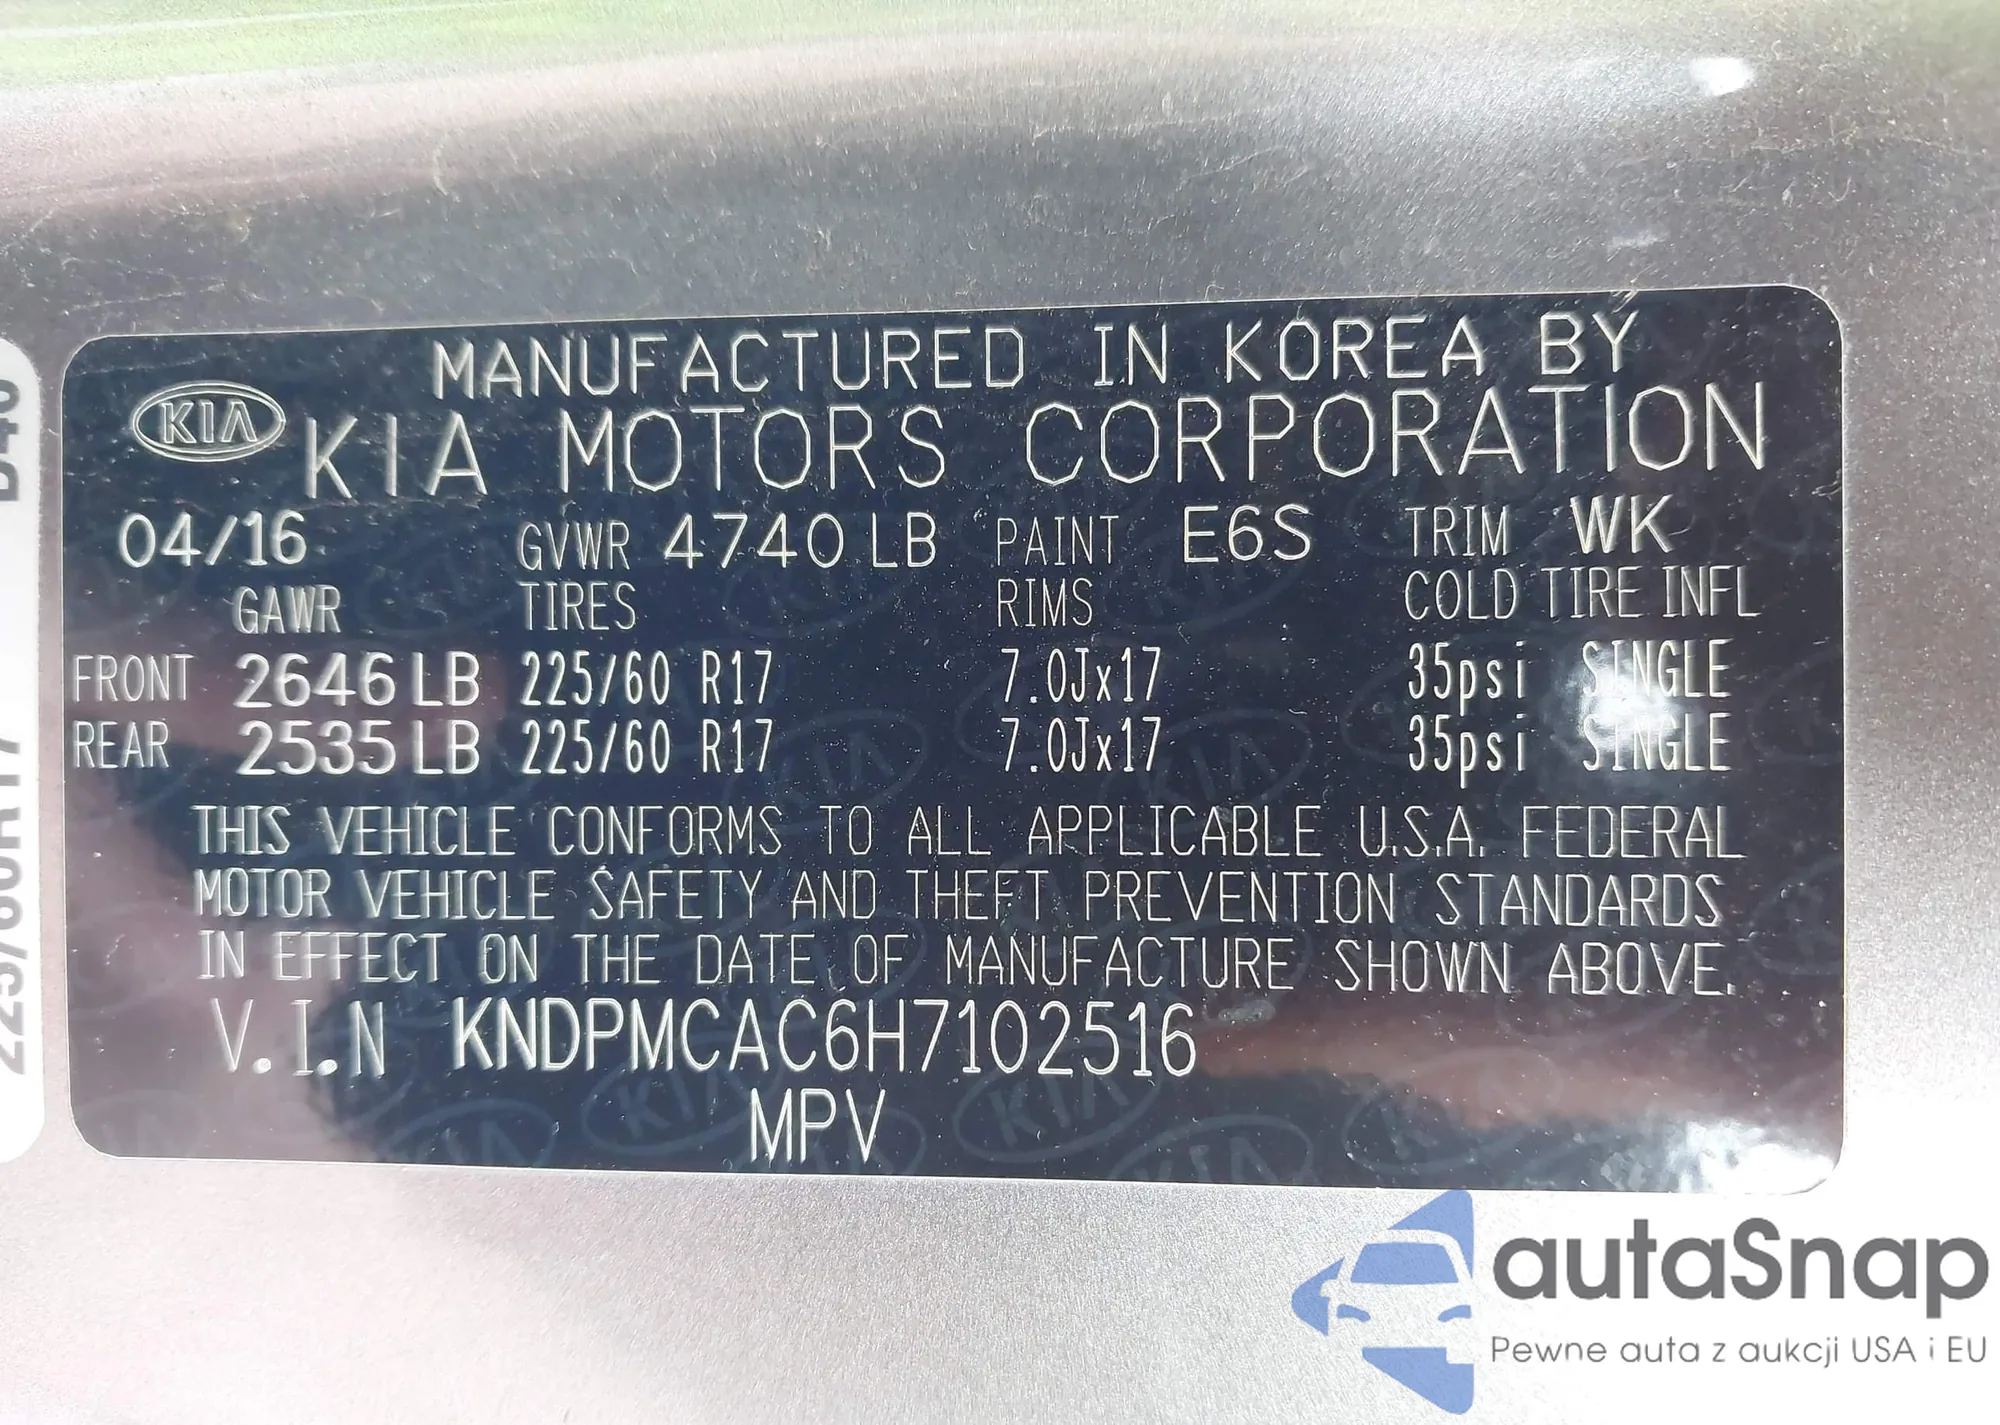 MANUFACTURED IN KOREA BY
KIA
KIA MOTORS CORPORATION
04/16 GVWR 4740 LB PAINT E6S TRIM WK
GAWR TIRES RIMS COLD TIRE INFL
FRONT 2646 LB 225/60 R17 7.0Jx17 35psi SINGLE
REAR 2535 LB 225/60 R17 7.0Jx17 35psi SINGLE
THIS VEHICLE CONFORMS TO ALL APPLICABLE U.S.A. FEDERAL
MOTOR VEHICLE SAFETY AND THEFT PREVENTION STANDARDS
IN EFFECT ON THE DATE OF MANUFACTURE SHOWN ABOVE.
V.I.N KNDPMCAC6H7102516
MPV
225/60R17
autaSnap
Pewne auta z aukcji USA i EU